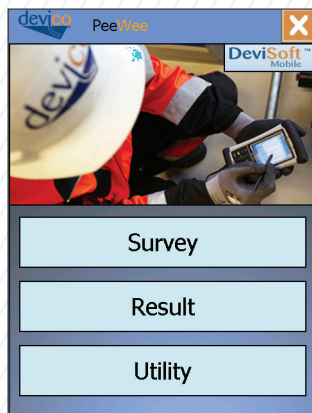 devico PeeWee
DeviSoft™
Mobile
devico
Survey
Result
Utility